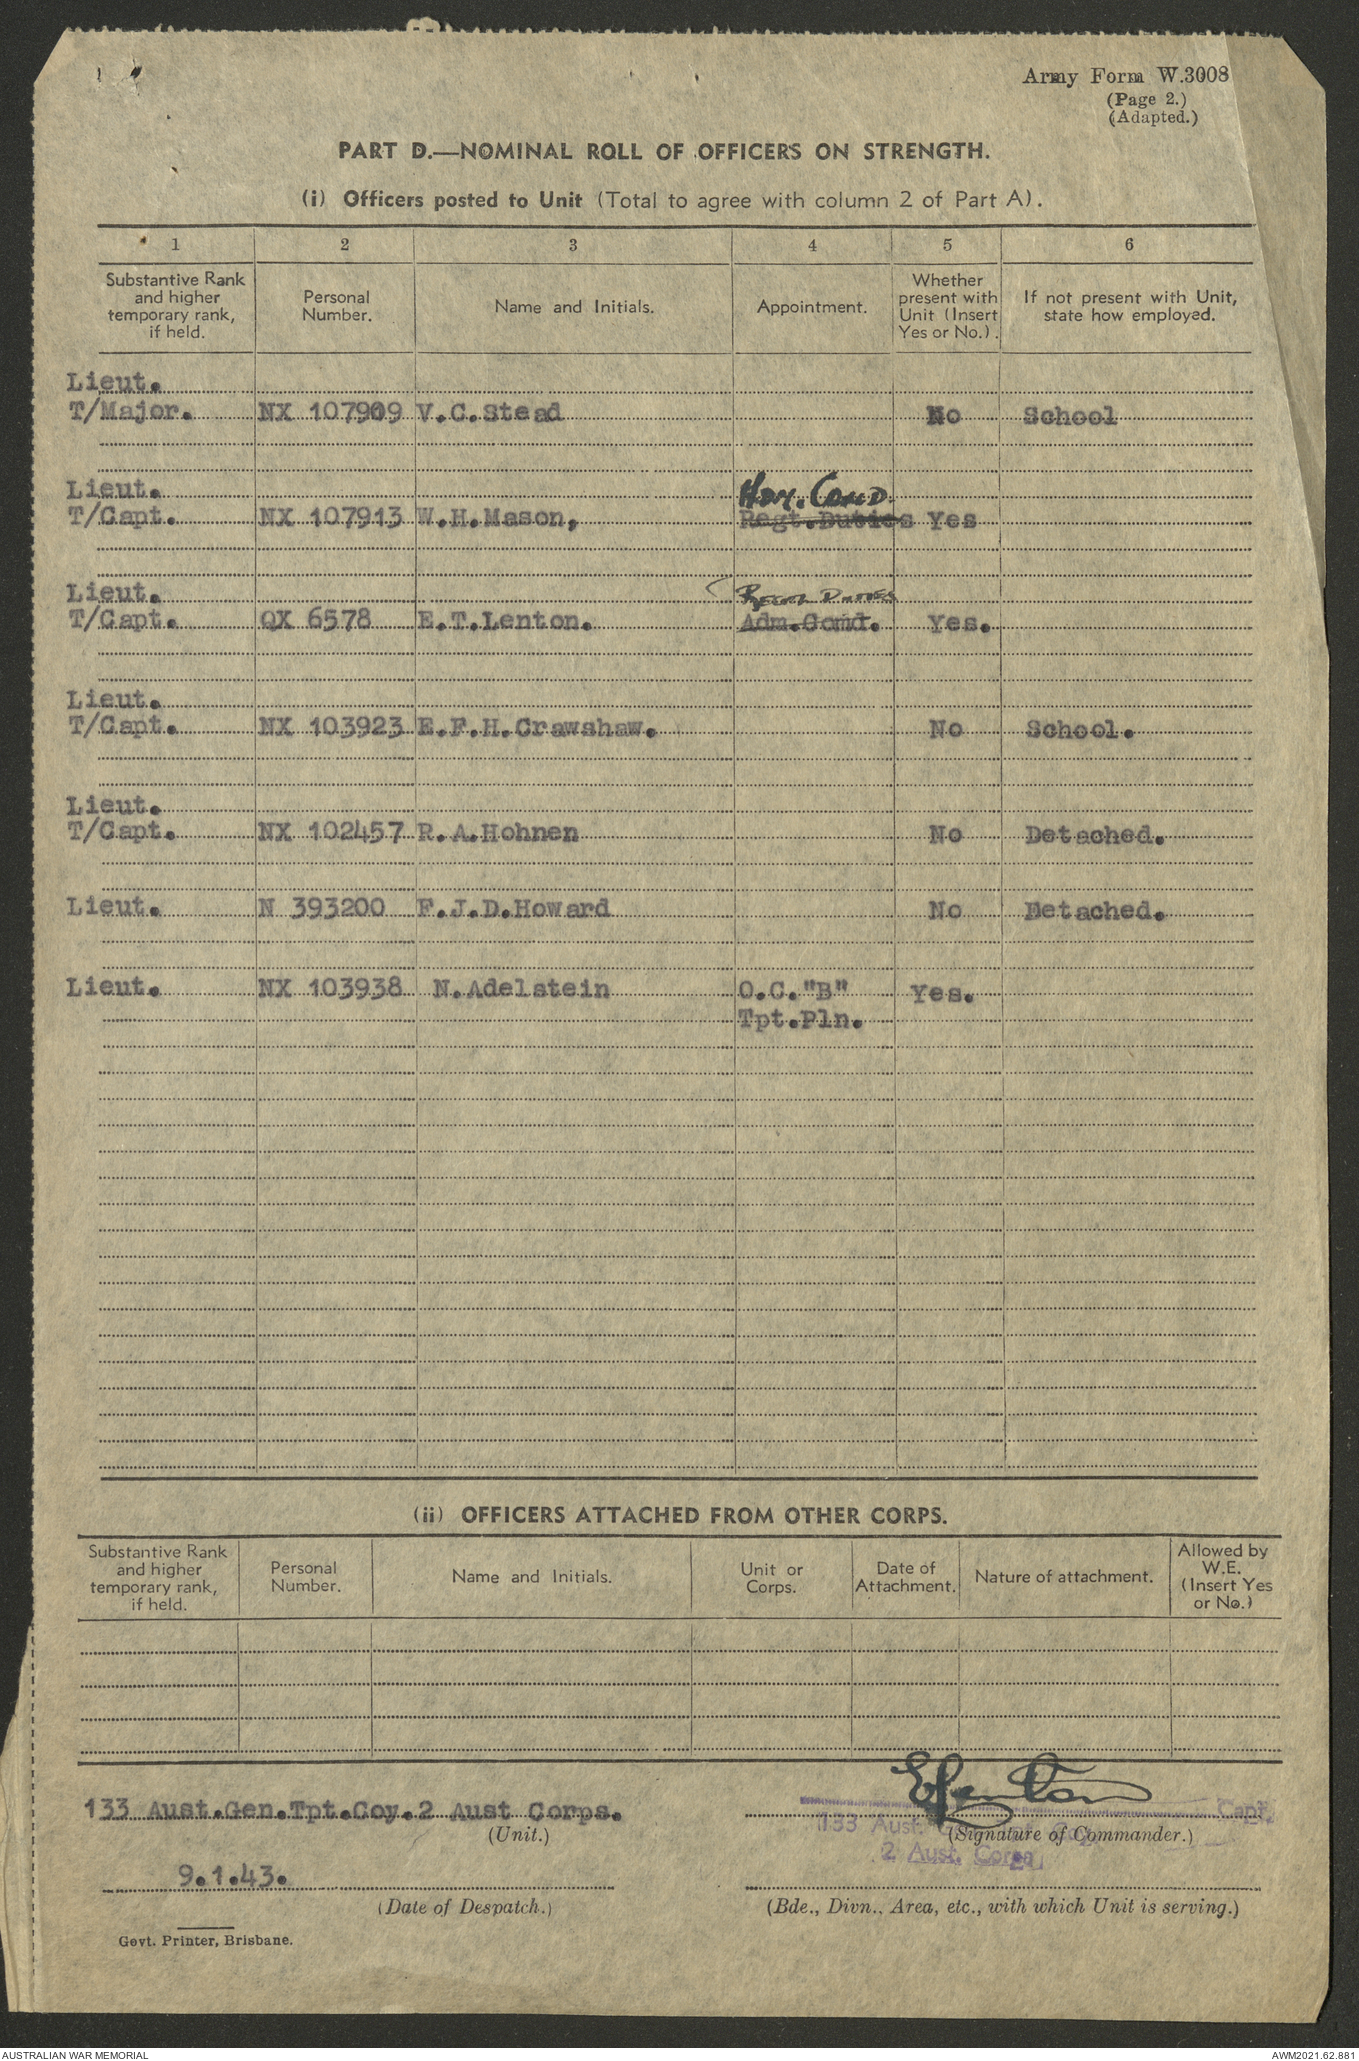 Army Form W.3008
(Page 2.)
(Adapted.)
PART D.—NOMINAL ROLL OF OFFICERS ON STRENGTH.
(i) Officers posted to Unit (Total to agree with column 2 of Part A).
1 2 3 4 5 6
Substantive Rank and higher temporary rank, if held. Personal Number. Name and Initials. Appointment. Whether present with Unit (Insert Yes or No.). If not present with Unit, state how employed.
Lieut.
T/Major. NX 107909 V.C.Stead No School
Lieut. Adm. Comd
T/Capt. NX 107913 W.H.Mason, Regt.Duties Yes
Lieut. Regtl Duties
T/Capt. QX 6578 E.T.Lenton. Adm.Comd. Yes.
Lieut.
T/Capt. NX 103923 E.F.H.Crawshaw. No School.
Lieut.
T/Capt. NX 102457 R.A.Hohnen No Detached.
Lieut. N 393200 F.J.D.Howard No Detached.
Lieut. NX 103938 N.Adelstein O.C."B" Yes.
Tpt.Pln.
(ii) OFFICERS ATTACHED FROM OTHER CORPS.
Substantive Rank and higher temporary rank, if held. Personal Number. Name and Initials. Unit or Corps. Date of Attachment. Nature of attachment. Allowed by W.E. (Insert Yes or No.)
133 Aust.Gen.Tpt.Coy.2 Aust Corps. ETLenton Capt.
(Unit.) 133 Aust. (Signature of Commander.)
2 Aust. Corps
9.1.43.
(Date of Despatch.) (Bde., Divn., Area, etc., with which Unit is serving.)
Govt. Printer, Brisbane.
AUSTRALIAN WAR MEMORIAL AWM2021.62.881